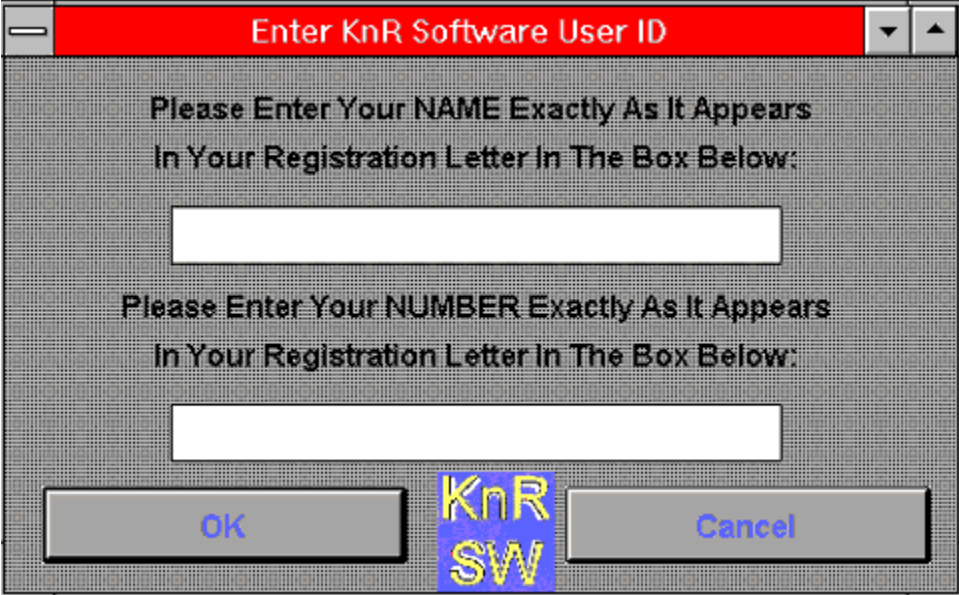 Enter KnR Software User ID
Please Enter Your NAME Exactly As It Appears
In Your Registration Letter In The Box Below:
Please Enter Your NUMBER Exactly As It Appears
In Your Registration Letter In The Box Below:
OK
KnR
SW
Cancel